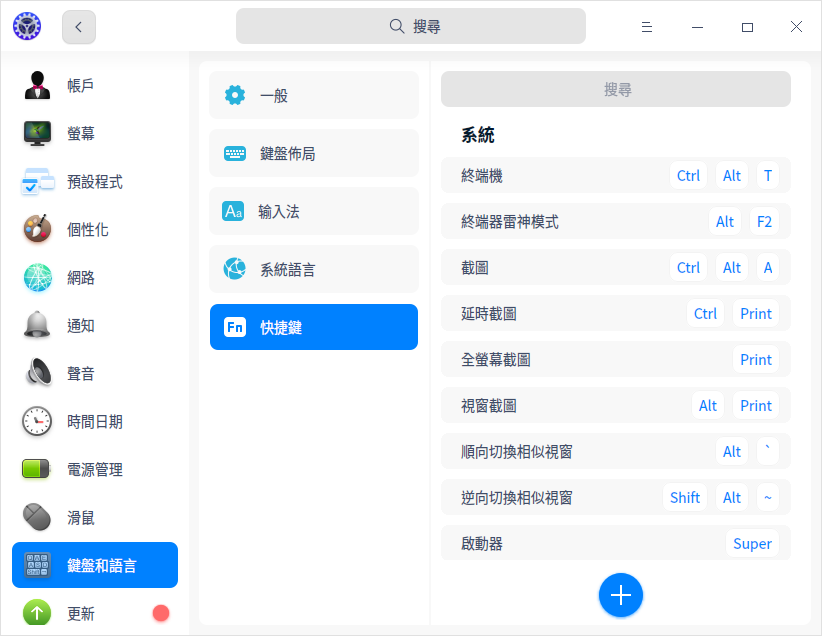 搜尋
帳戶
螢幕
預設程式
個性化
網路
通知
聲音
時間日期
電源管理
滑鼠
鍵盤和語言
更新
一般
鍵盤佈局
Aa 输入法
系統語言
Fn 快捷鍵
搜尋
系統
終端機 Ctrl Alt T
終端器雷神模式 Alt F2
截圖 Ctrl Alt A
延時截圖 Ctrl Print
全螢幕截圖 Print
視窗截圖 Alt Print
順向切換相似視窗 Alt `
逆向切換相似視窗 Shift Alt ~
啟動器 Super